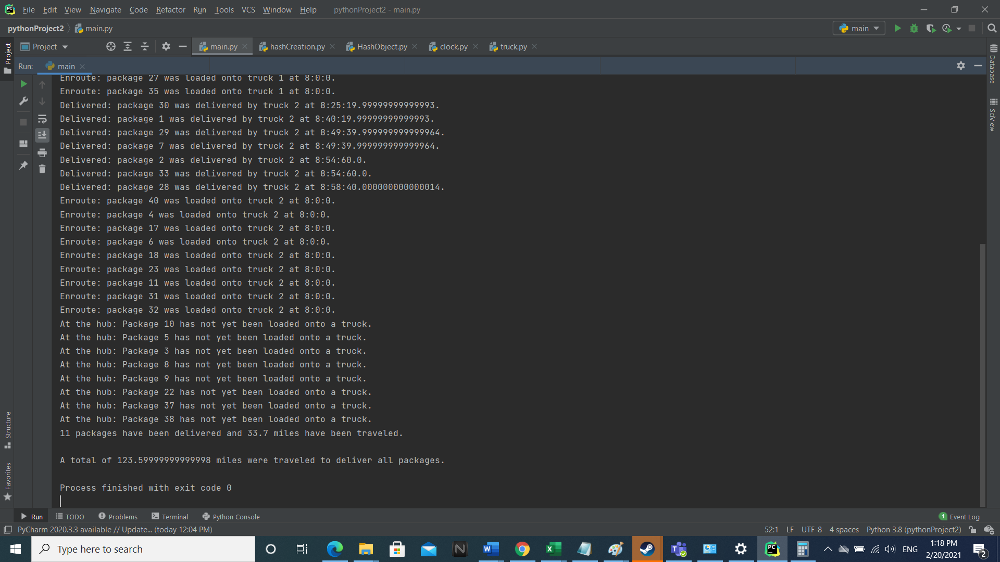 File Edit View Navigate Code Refactor Run Tools VCS Window Help pythonProject2 - main.py
pythonProject2 main.py main
Project main.py hashCreation.py HashObject.py clock.py truck.py
Project
Run: main
Database
SciView
Structure
Favorites
Enroute: package 27 was loaded onto truck 1 at 8:0:0.
Enroute: package 35 was loaded onto truck 1 at 8:0:0.
Delivered: package 30 was delivered by truck 2 at 8:25:19.99999999999993.
Delivered: package 1 was delivered by truck 2 at 8:40:19.99999999999993.
Delivered: package 29 was delivered by truck 2 at 8:49:39.999999999999964.
Delivered: package 7 was delivered by truck 2 at 8:49:39.999999999999964.
Delivered: package 2 was delivered by truck 2 at 8:54:60.0.
Delivered: package 33 was delivered by truck 2 at 8:54:60.0.
Delivered: package 28 was delivered by truck 2 at 8:58:40.000000000000014.
Enroute: package 40 was loaded onto truck 2 at 8:0:0.
Enroute: package 4 was loaded onto truck 2 at 8:0:0.
Enroute: package 17 was loaded onto truck 2 at 8:0:0.
Enroute: package 6 was loaded onto truck 2 at 8:0:0.
Enroute: package 18 was loaded onto truck 2 at 8:0:0.
Enroute: package 23 was loaded onto truck 2 at 8:0:0.
Enroute: package 11 was loaded onto truck 2 at 8:0:0.
Enroute: package 31 was loaded onto truck 2 at 8:0:0.
Enroute: package 32 was loaded onto truck 2 at 8:0:0.
At the hub: Package 10 has not yet been loaded onto a truck.
At the hub: Package 5 has not yet been loaded onto a truck.
At the hub: Package 3 has not yet been loaded onto a truck.
At the hub: Package 8 has not yet been loaded onto a truck.
At the hub: Package 9 has not yet been loaded onto a truck.
At the hub: Package 22 has not yet been loaded onto a truck.
At the hub: Package 37 has not yet been loaded onto a truck.
At the hub: Package 38 has not yet been loaded onto a truck.
11 packages have been delivered and 33.7 miles have been traveled.
A total of 123.59999999999998 miles were traveled to deliver all packages.
Process finished with exit code 0
Run TODO Problems Terminal Python Console 1 Event Log
PyCharm 2020.3.3 available // Update... (today 12:04 PM) 52:1 LF UTF-8 4 spaces Python 3.8 (pythonProject2)
Type here to search ENG 1:18 PM
2/20/2021 2